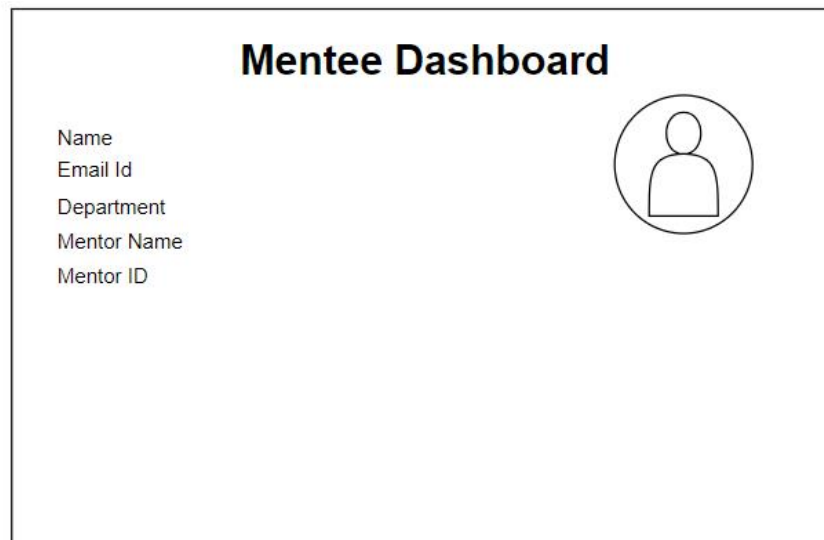 Mentee Dashboard
Name
Email Id
Department
Mentor Name
Mentor ID